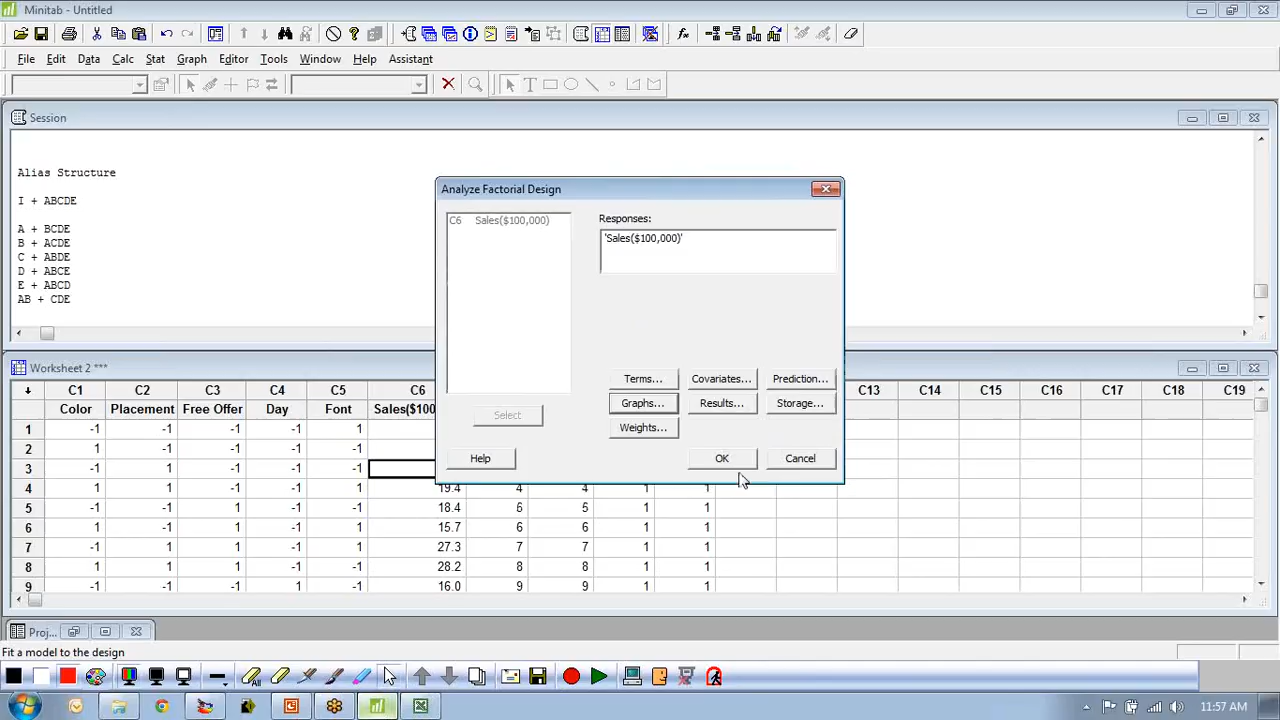 Minitab - Untitled
File Edit Data Calc Stat Graph Editor Tools Window Help Assistant
Session
Alias Structure
I + ABCDE
A + BCDE
B + ACDE
C + ABDE
D + ABCE
E + ABCD
AB + CDE
Analyze Factorial Design
C6 Sales($100,000)
Responses:
'Sales($100,000)'
Terms... Covariates... Prediction...
Graphs... Results... Storage...
Select
Weights...
Help OK Cancel
Worksheet 2 ***
C1 C2 C3 C4 C5 C6 C13 C14 C15 C16 C17 C18 C19
Color Placement Free Offer Day Font Sales($100
1 -1 -1 -1 -1 1
2 1 -1 -1 -1 -1
3 -1 1 -1 -1 -1
4 1 1 -1 -1 1 19.4 4 4 1 1
5 -1 -1 1 -1 -1 18.4 6 5 1 1
6 1 -1 1 -1 1 15.7 6 6 1 1
7 -1 1 1 -1 1 27.3 7 7 1 1
8 1 1 1 -1 -1 28.2 8 8 1 1
9 -1 -1 -1 1 -1 16.0 9 9 1 1
Proj...
Fit a model to the design
11:57 AM